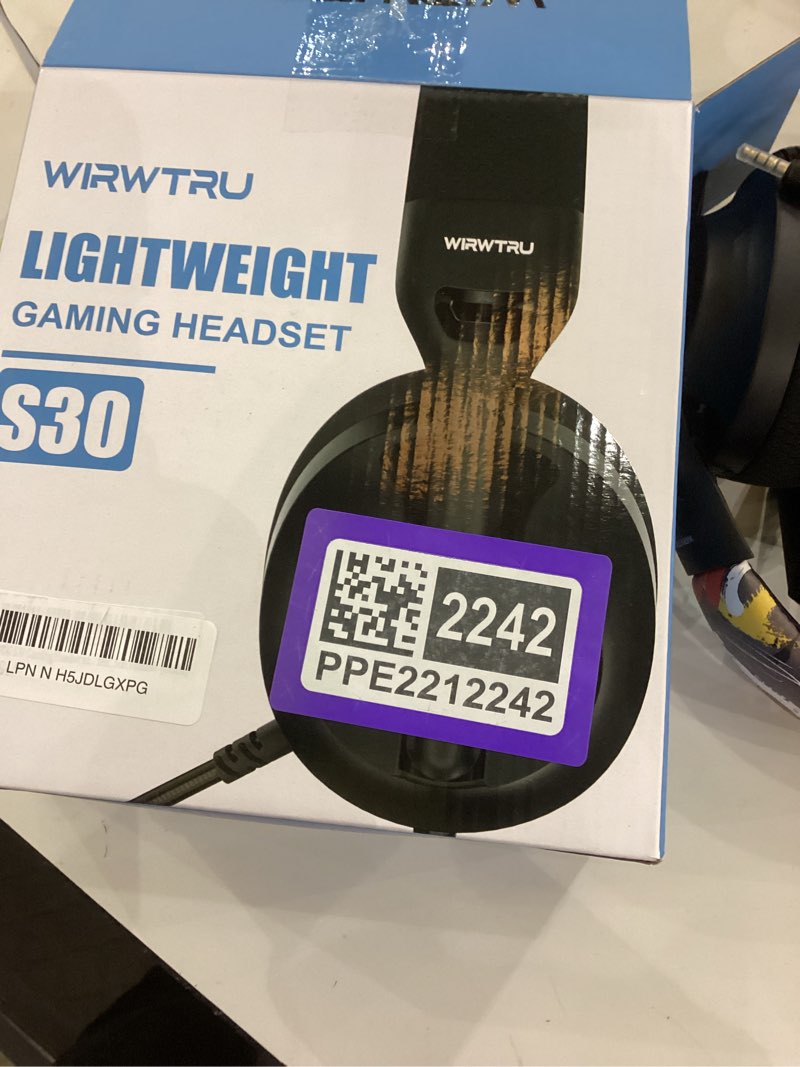 WIRWTRU
LIGHTWEIGHT
GAMING HEADSET
S30
WIRWTRU
2242
PPE2212242
LPN N H5JDLGXPG